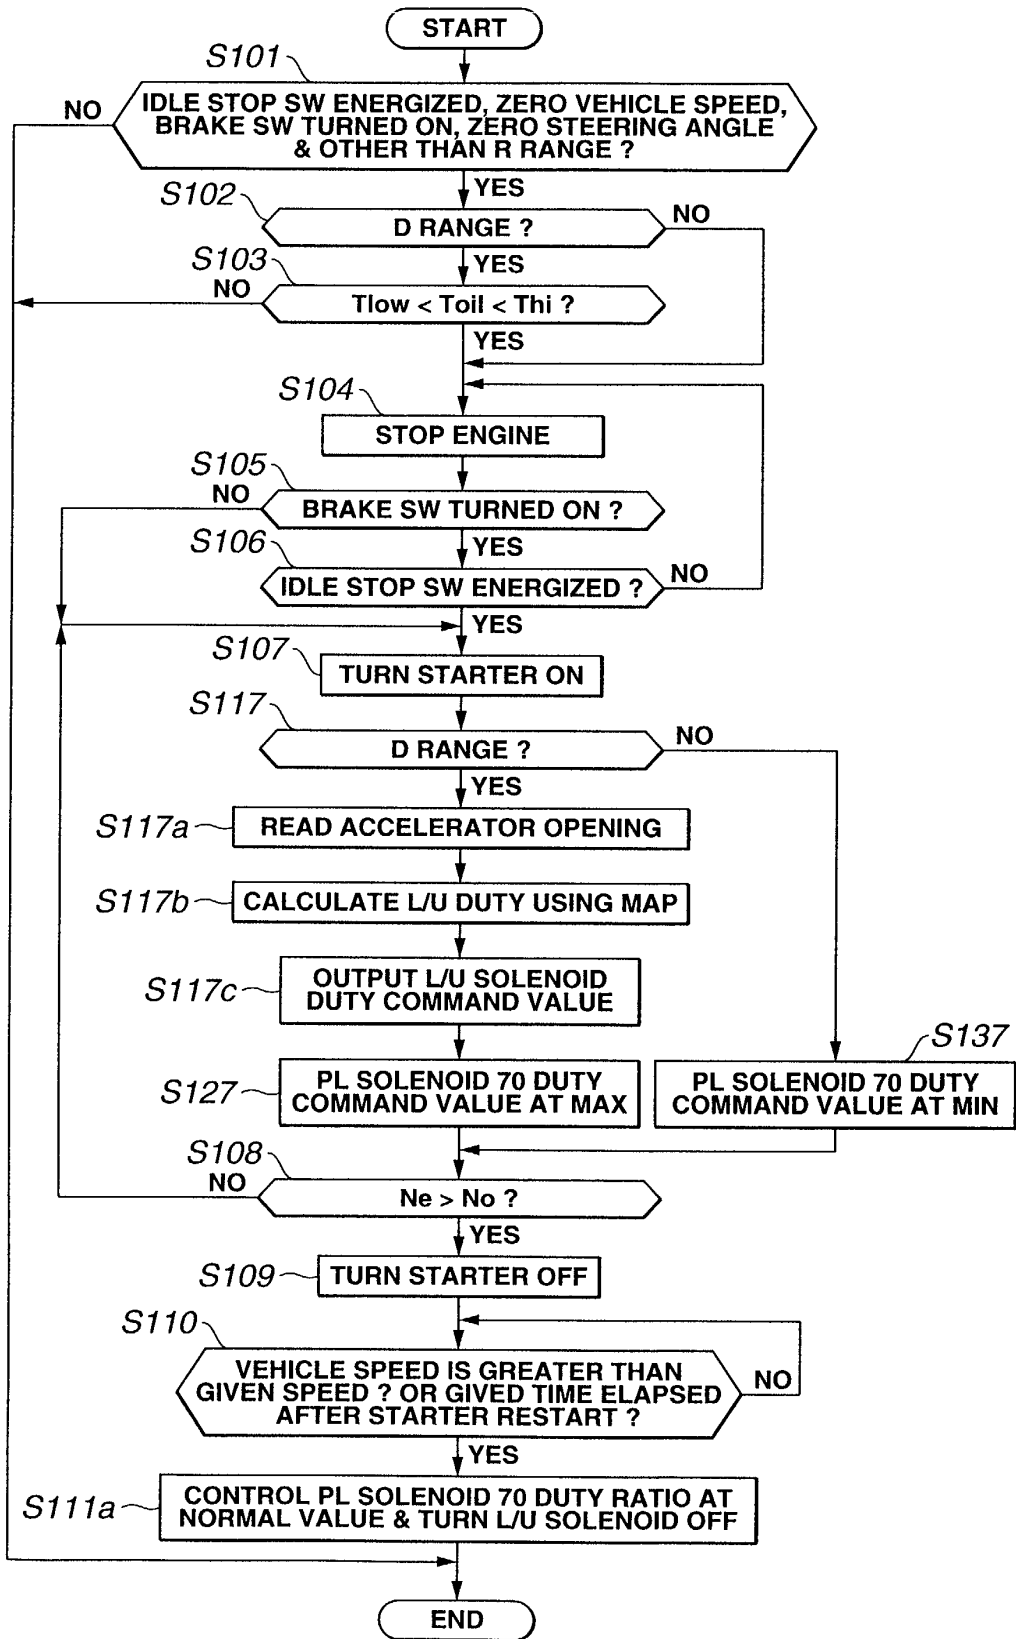 START
S101
NO
IDLE STOP SW ENERGIZED, ZERO VEHICLE SPEED,
BRAKE SW TURNED ON, ZERO STEERING ANGLE
& OTHER THAN R RANGE ?
YES
S102
D RANGE ?
NO
YES
S103
NO
Tlow < Toil < Thi ?
YES
S104
STOP ENGINE
S105
NO
BRAKE SW TURNED ON ?
YES
S106
IDLE STOP SW ENERGIZED ?
NO
YES
S107
TURN STARTER ON
S117
D RANGE ?
NO
YES
S117a
READ ACCELERATOR OPENING
S117b
CALCULATE L/U DUTY USING MAP
S117c
OUTPUT L/U SOLENOID
DUTY COMMAND VALUE
S127
PL SOLENOID 70 DUTY
COMMAND VALUE AT MAX
S137
PL SOLENOID 70 DUTY
COMMAND VALUE AT MIN
S108
NO
Ne > No ?
YES
S109
TURN STARTER OFF
S110
VEHICLE SPEED IS GREATER THAN
GIVEN SPEED ? OR GIVED TIME ELAPSED
AFTER STARTER RESTART ?
NO
YES
S111a
CONTROL PL SOLENOID 70 DUTY RATIO AT
NORMAL VALUE & TURN L/U SOLENOID OFF
END